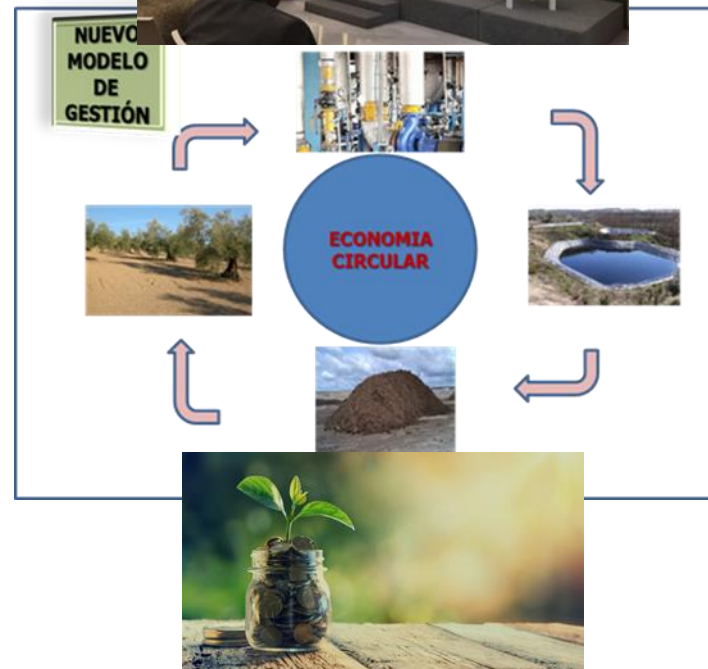 NUEVO
MODELO
DE
GESTIÓN
ECONOMIA
CIRCULAR